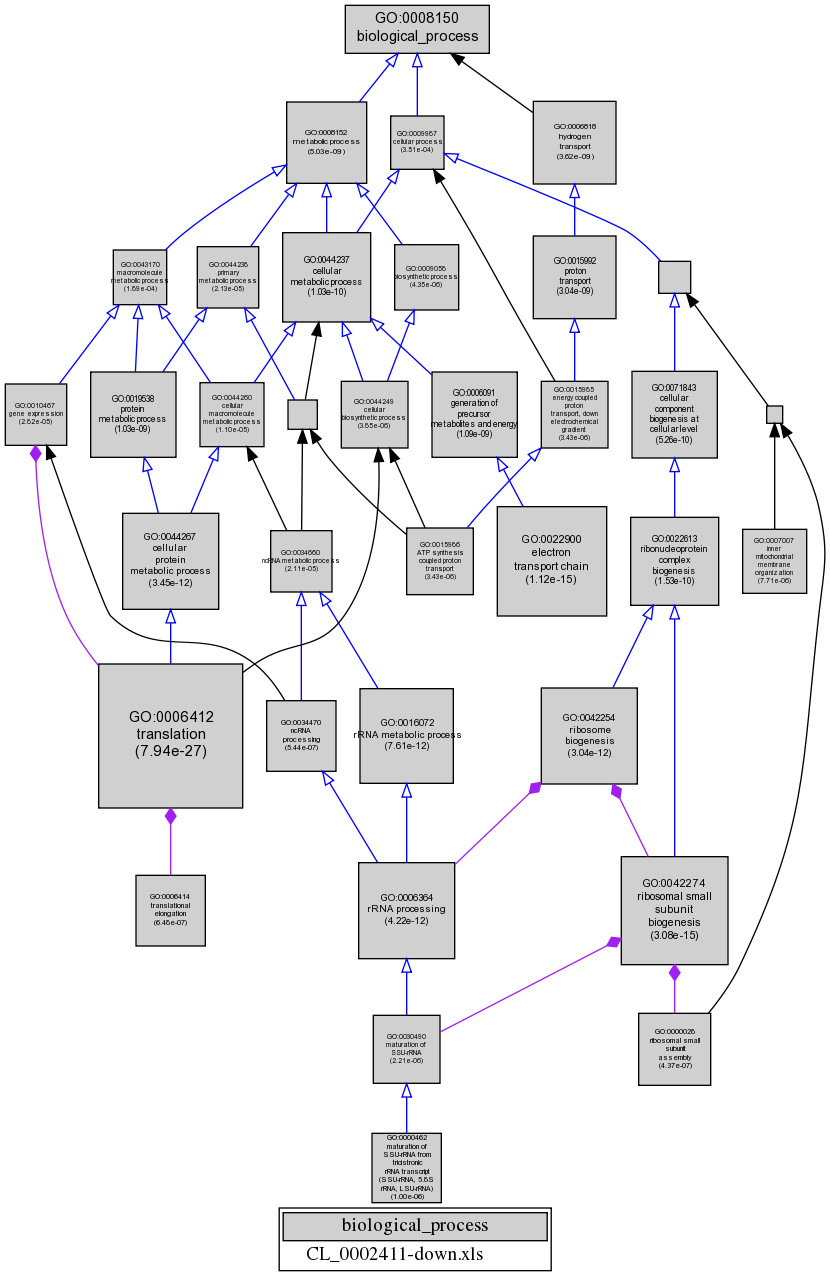 GO:0008150
biological_process
GO:0008152
metabolic process
(5.03e-09)
GO:0009987
cellular process
(3.51e-04)
GO:0006818
hydrogen
transport
(3.62e-09)
GO:0043170
macromolecule
metabolic process
(1.69e-04)
GO:0044238
primary
metabolic process
(2.13e-05)
GO:0044237
cellular
metabolic process
(1.03e-10)
GO:0009058
biosynthetic process
(4.35e-06)
GO:0015992
proton
transport
(3.04e-09)
GO:0010467
gene expression
(2.62e-05)
GO:0019538
protein
metabolic process
(1.03e-09)
GO:0044260
cellular
macromolecule
metabolic process
(1.10e-05)
GO:0044249
cellular
biosynthetic process
(3.65e-06)
GO:0006091
generation of
precursor
metabolites and energy
(1.09e-09)
GO:0015985
energy coupled
proton
transport, down
electrochemical
gradient
(3.43e-06)
GO:0071843
cellular
component
biogenesis at
cellular level
(5.26e-10)
GO:0044267
cellular
protein
metabolic process
(3.45e-12)
GO:0034660
ncRNA metabolic process
(2.11e-05)
GO:0015986
ATP synthesis
coupled proton
transport
(3.43e-06)
GO:0022900
electron
transport chain
(1.12e-15)
GO:0022613
ribonucleoprotein
complex
biogenesis
(1.53e-10)
GO:0007007
inner
mitochondrial
membrane
organization
(7.71e-06)
GO:0006412
translation
(7.94e-27)
GO:0034470
ncRNA
processing
(5.44e-07)
GO:0016072
rRNA metabolic process
(7.61e-12)
GO:0042254
ribosome
biogenesis
(3.04e-12)
GO:0006414
translational
elongation
(6.48e-07)
GO:0006364
rRNA processing
(4.22e-12)
GO:0042274
ribosomal small
subunit
biogenesis
(3.08e-15)
GO:0030490
maturation of
SSU-rRNA
(2.21e-06)
GO:0000028
ribosomal small
subunit
assembly
(4.37e-07)
GO:0000462
maturation of
SSU-rRNA from
tricistronic
rRNA transcript
(SSU-rRNA, 5.8S
rRNA, LSU-rRNA)
(1.00e-06)
biological_process
CL_0002411-down.xls